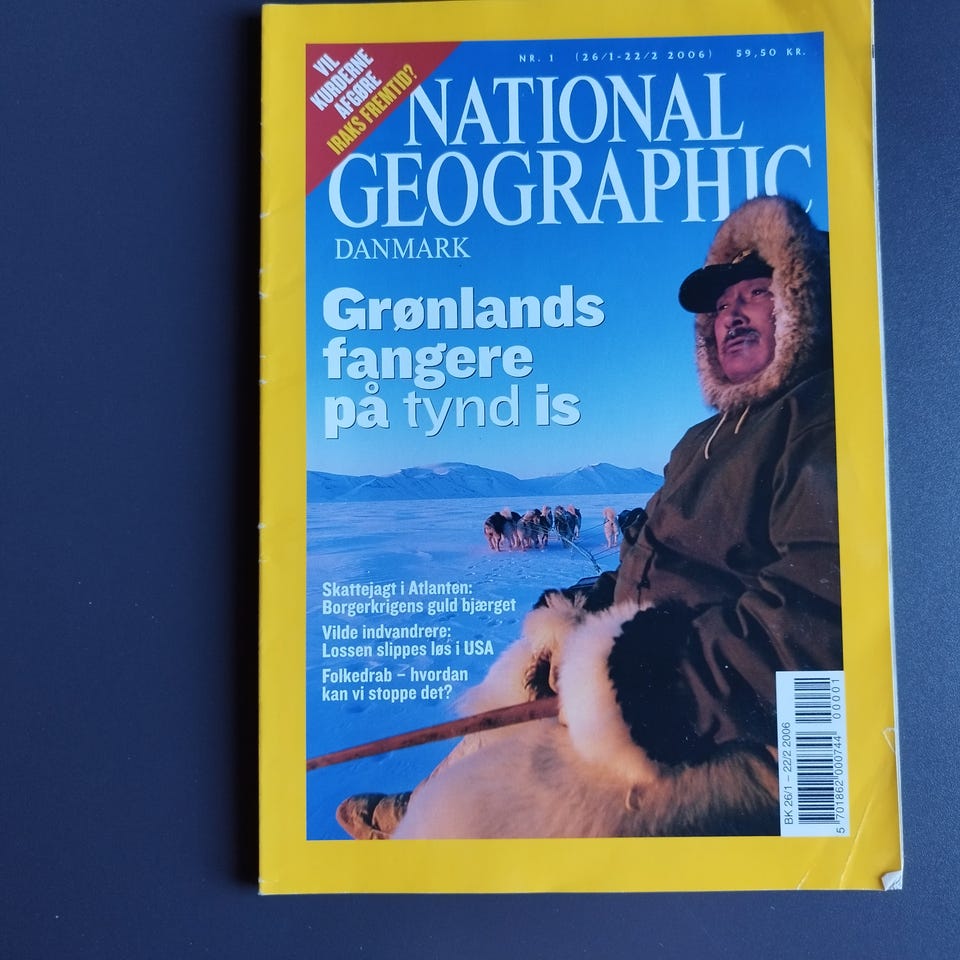 VIL
KURDERNE
AFGØRE
IRAKS FREMTID?
NR. 1 (26/1-22/2 2006) 59,50 KR.
NATIONAL
GEOGRAPHIC
DANMARK
Grønlands
fangere
på tynd is
Skattejagt i Atlanten:
Borgerkrigens guld bjærget
Vilde indvandrere:
Lossen slippes løs i USA
Folkedrab – hvordan
kan vi stoppe det?
BK 26/1 – 22/2 2006
5 701862 000744
00001